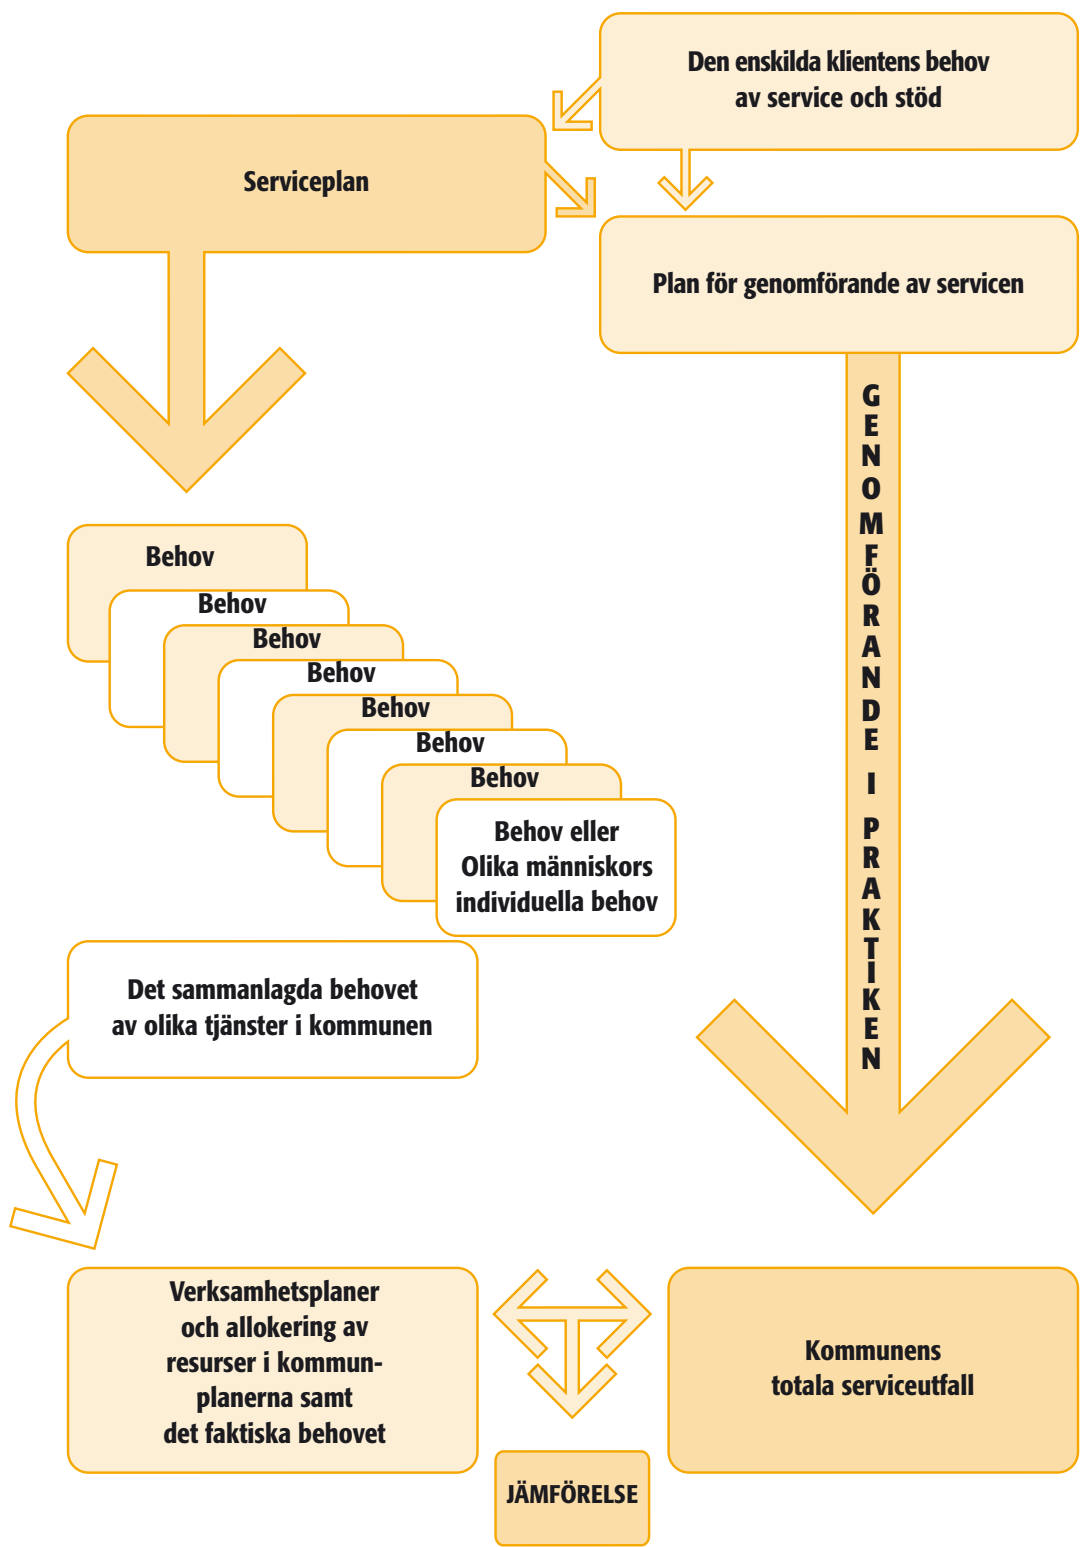 Den enskilda klientens behov
av service och stöd
Serviceplan
Plan för genomförande av servicen
GENOMFÖRANDE I PRAKTIKEN
Behov
Behov
Behov
Behov
Behov
Behov
Behov
Behov eller
Olika människors
individuella behov
Det sammanlagda behovet
av olika tjänster i kommunen
Verksamhetsplaner
och allokering av
resurser i kommun-
planerna samt
det faktiska behovet
Kommunens
totala serviceutfall
JÄMFÖRELSE